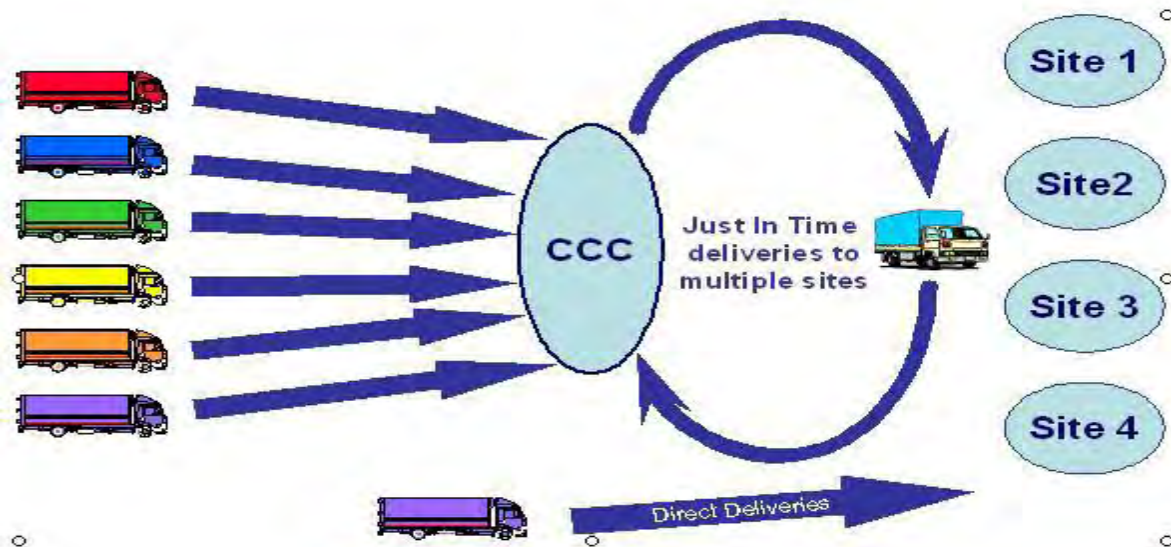 Site 1
Site2
CCC
Just In Time
deliveries to
multiple sites
Site 3
Site 4
Direct Deliveries